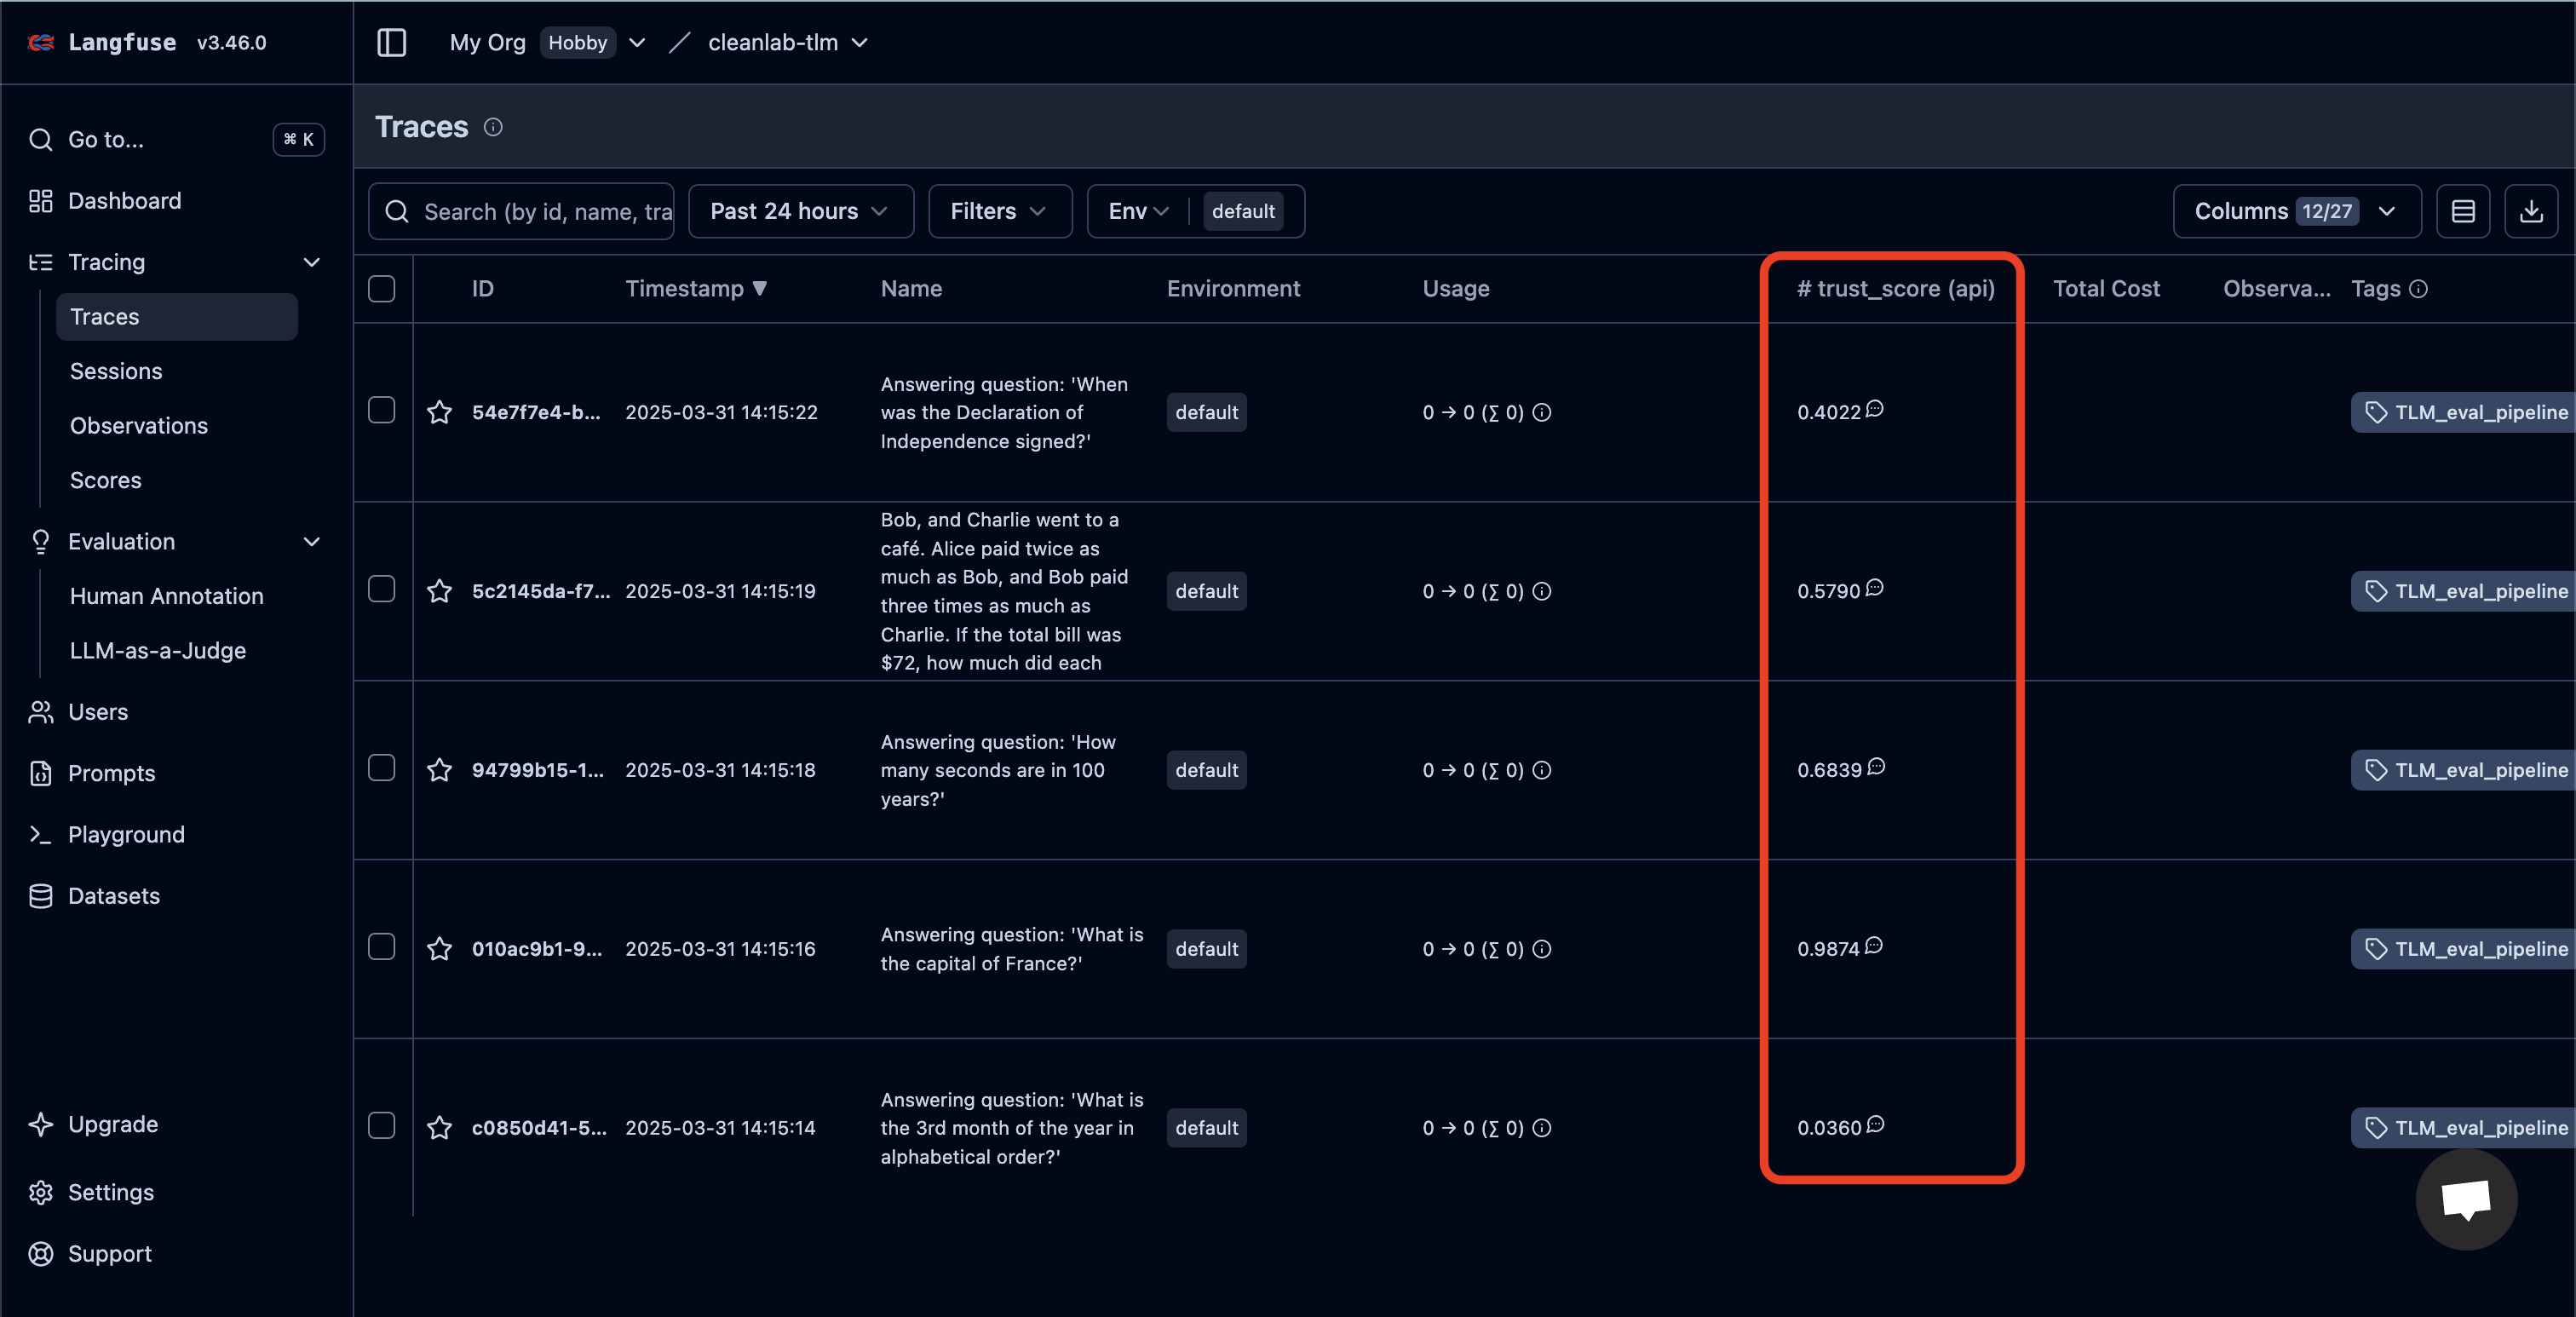 Langfuse v3.46.0
My Org Hobby cleanlab-tlm
Go to... ⌘ K
Dashboard
Tracing
Traces
Sessions
Observations
Scores
Evaluation
Human Annotation
LLM-as-a-Judge
Users
Prompts
Playground
Datasets
Upgrade
Settings
Support
Traces
Search (by id, name, tra
Past 24 hours
Filters
Env default
Columns 12/27
ID Timestamp ▼ Name Environment Usage # trust_score (api) Total Cost Observa... Tags
54e7f7e4-b... 2025-03-31 14:15:22
Answering question: 'When
was the Declaration of
Independence signed?'
default 0 → 0 (∑ 0) 0.4022 TLM_eval_pipeline
5c2145da-f7... 2025-03-31 14:15:19
Bob, and Charlie went to a
café. Alice paid twice as
much as Bob, and Bob paid
three times as much as
Charlie. If the total bill was
$72, how much did each
default 0 → 0 (∑ 0) 0.5790 TLM_eval_pipeline
94799b15-1... 2025-03-31 14:15:18
Answering question: 'How
many seconds are in 100
years?'
default 0 → 0 (∑ 0) 0.6839 TLM_eval_pipeline
010ac9b1-9... 2025-03-31 14:15:16
Answering question: 'What is
the capital of France?'
default 0 → 0 (∑ 0) 0.9874 TLM_eval_pipeline
c0850d41-5... 2025-03-31 14:15:14
Answering question: 'What is
the 3rd month of the year in
alphabetical order?'
default 0 → 0 (∑ 0) 0.0360 TLM_eval_pipeline